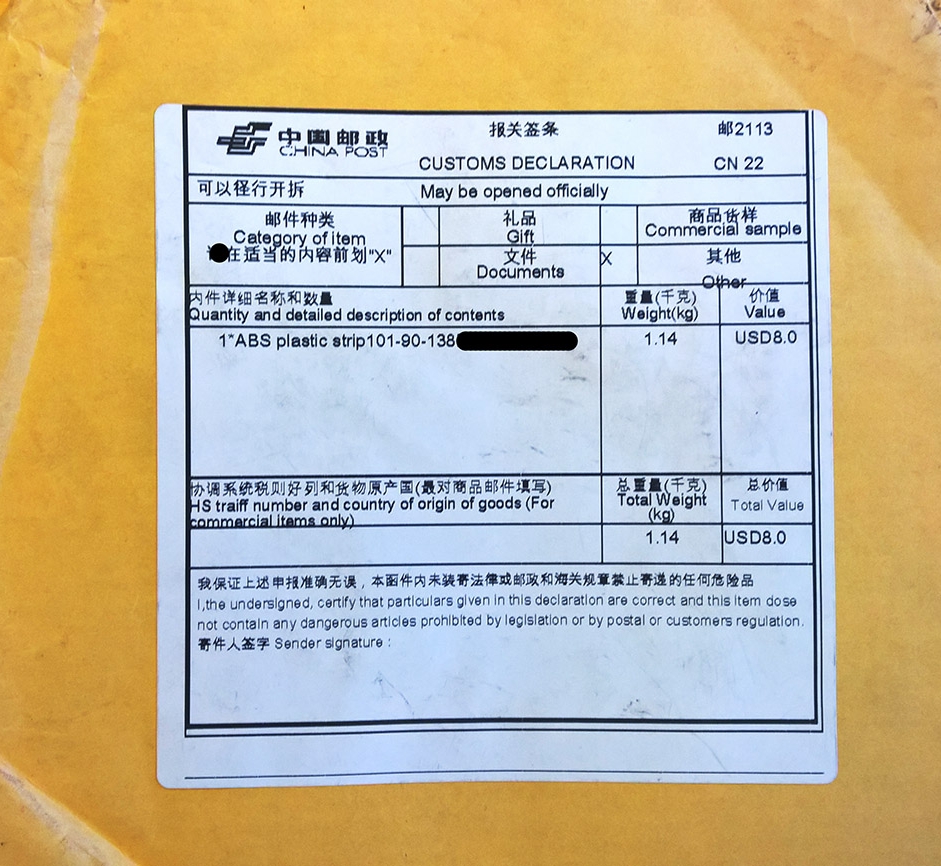 中国邮政
CHINA POST
报关签条
CUSTOMS DECLARATION
邮2113
CN 22
可以径行开拆 May be opened officially
邮件种类
Category of item
在适当的内容前划"X"
礼品
Gift
商品货样
Commercial sample
文件
Documents
X
其他
Other
内件详细名称和数量
Quantity and detailed description of contents
重量(千克)
Weight(kg)
价值
Value
1*ABS plastic strip101-90-138
1.14
USD8.0
协调系统税则好列和货物原产国(最对商品邮件填写)
HS traiff number and country of origin of goods (For
commercial items only)
总重量(千克)
Total Weight
(kg)
总价值
Total Value
1.14
USD8.0
我保证上述申报准确无误，本函件内未装寄法律或邮政和海关规章禁止寄递的任何危险品
I,the undersigned, certify that particulars given in this declaration are correct and this item dose
not contain any dangerous articles prohibited by legislation or by postal or customers regulation.
寄件人签字 Sender signature :